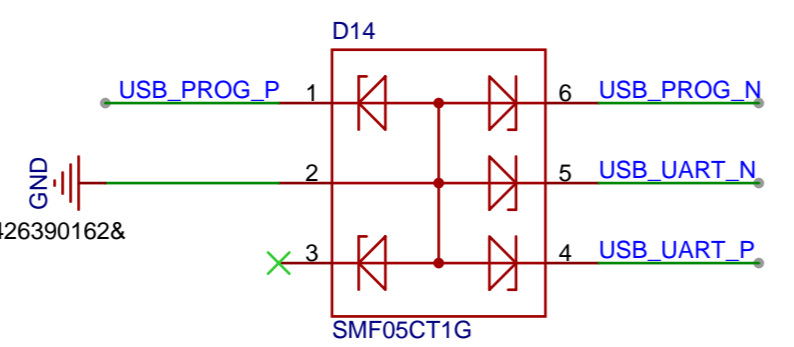 D14
USB_PROG_P 1 6 USB_PROG_N
GND 2 5 USB_UART_N
426390162&
3 4 USB_UART_P
SMF05CT1G